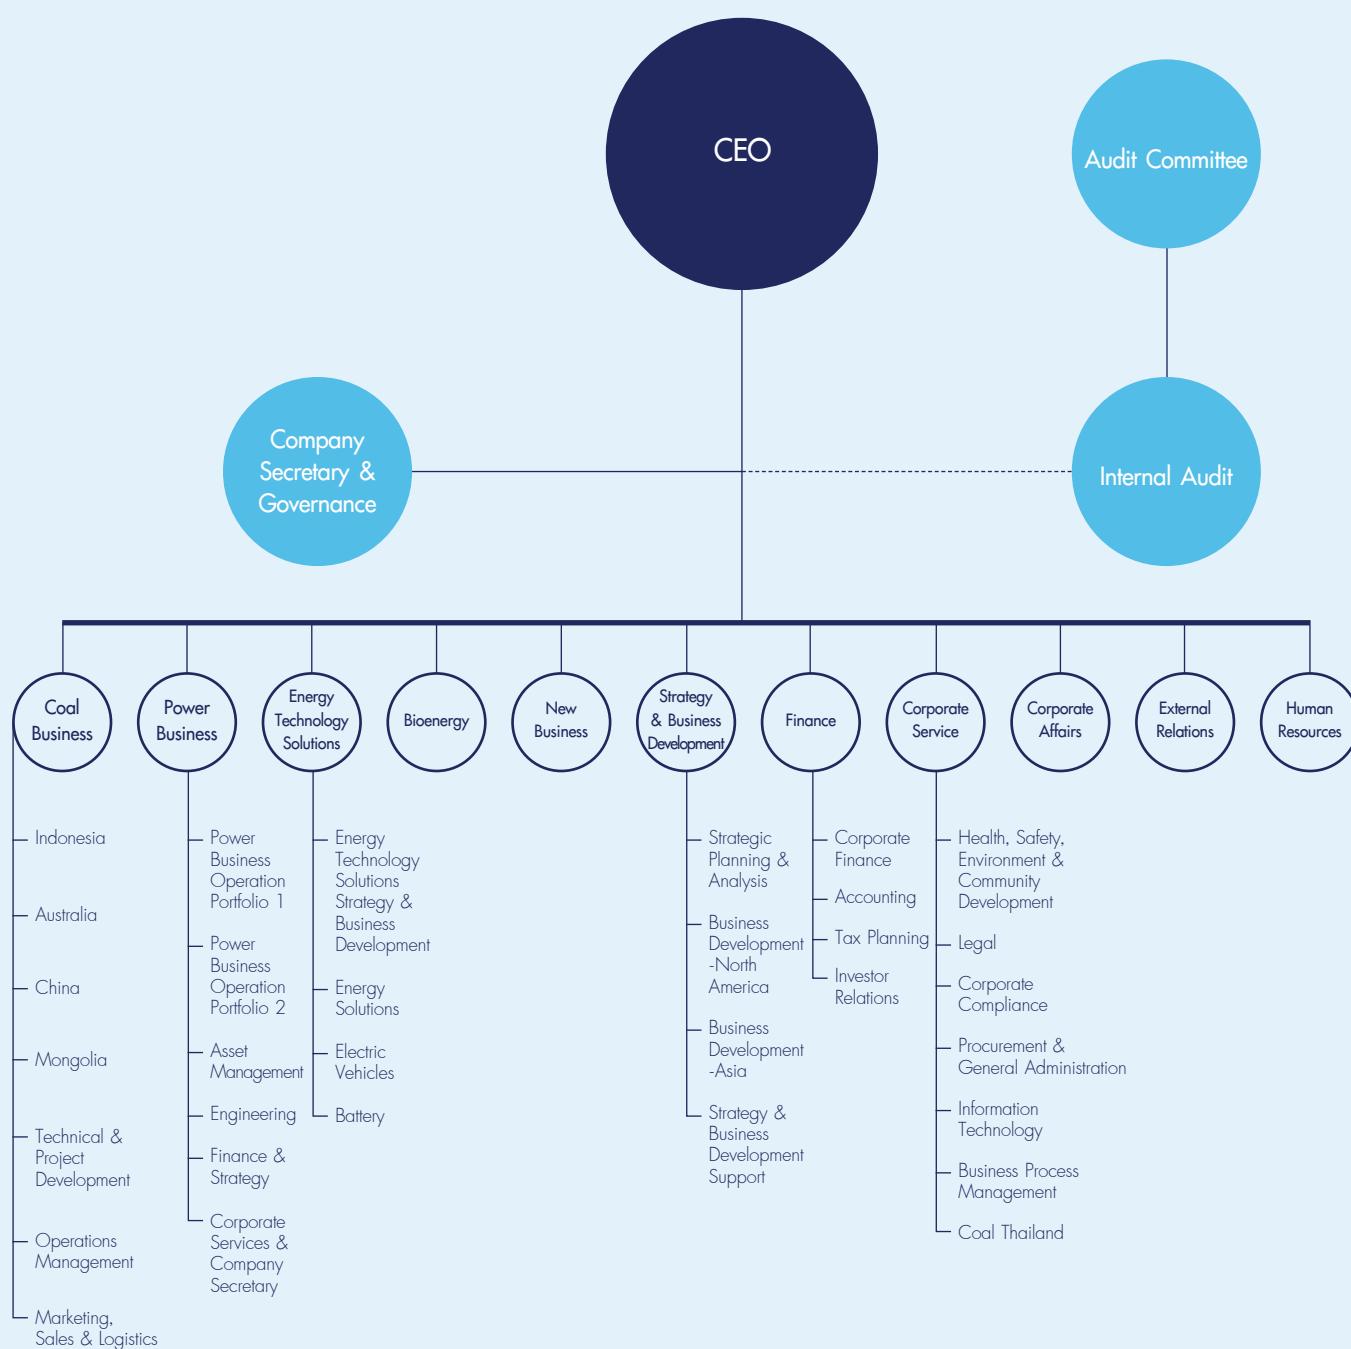 CEO
Audit Committee
Company
Secretary &
Governance
Internal Audit
Coal
Business
Power
Business
Energy
Technology
Solutions
Bioenergy
New
Business
Strategy
& Business
Development
Finance
Corporate
Service
Corporate
Affairs
External
Relations
Human
Resources
Indonesia
Australia
China
Mongolia
Technical &
Project
Development
Operations
Management
Marketing,
Sales & Logistics
Power
Business
Operation
Portfolio 1
Power
Business
Operation
Portfolio 2
Asset
Management
Engineering
Finance &
Strategy
Corporate
Services &
Company
Secretary
Energy
Technology
Solutions
Strategy &
Business
Development
Energy
Solutions
Electric
Vehicles
Battery
Strategic
Planning &
Analysis
Business
Development
-North
America
Business
Development
-Asia
Strategy &
Business
Development
Support
Corporate
Finance
Accounting
Tax Planning
Investor
Relations
Health, Safety,
Environment &
Community
Development
Legal
Corporate
Compliance
Procurement &
General Administration
Information
Technology
Business Process
Management
Coal Thailand